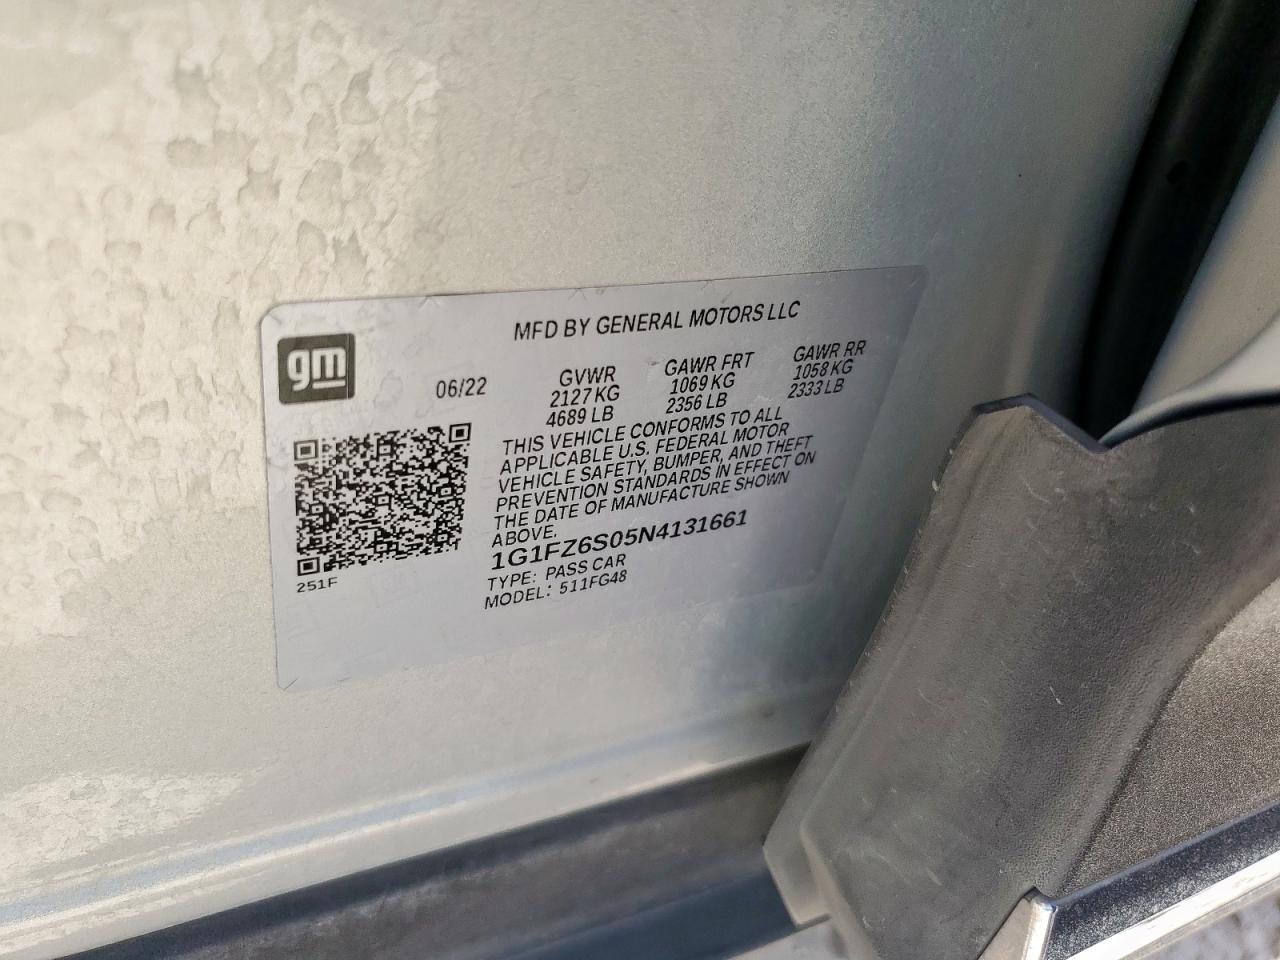 MFD BY GENERAL MOTORS LLC
gm
06/22
GVWR
2127 KG
4689 LB
GAWR FRT
1069 KG
2356 LB
GAWR RR
1058 KG
2333 LB
THIS VEHICLE CONFORMS TO ALL
APPLICABLE U.S. FEDERAL MOTOR
VEHICLE SAFETY, BUMPER, AND THEFT
PREVENTION STANDARDS IN EFFECT ON
THE DATE OF MANUFACTURE SHOWN
ABOVE.
1G1FZ6S05N4131661
TYPE: PASS CAR
MODEL: 511FG48
251F